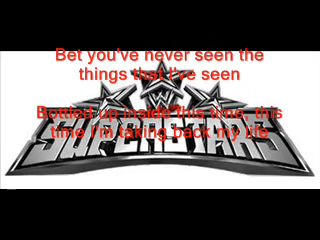 Bet you've never seen the
things that I've seen
Bottled up inside this time, this
time I'm taking back my life
W
SUPERSTARS